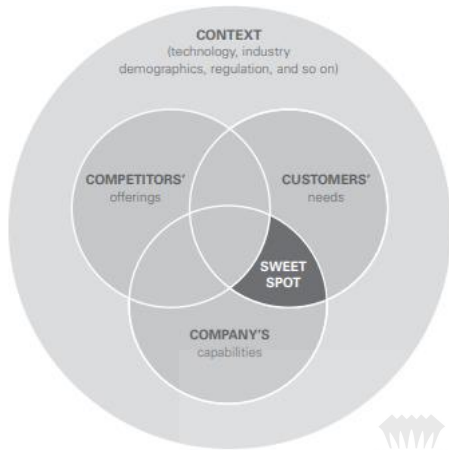 CONTEXT
(technology, industry
demographics, regulation, and so on)
COMPETITORS’
offerings
CUSTOMERS’
needs
SWEET
SPOT
COMPANY’S
capabilities